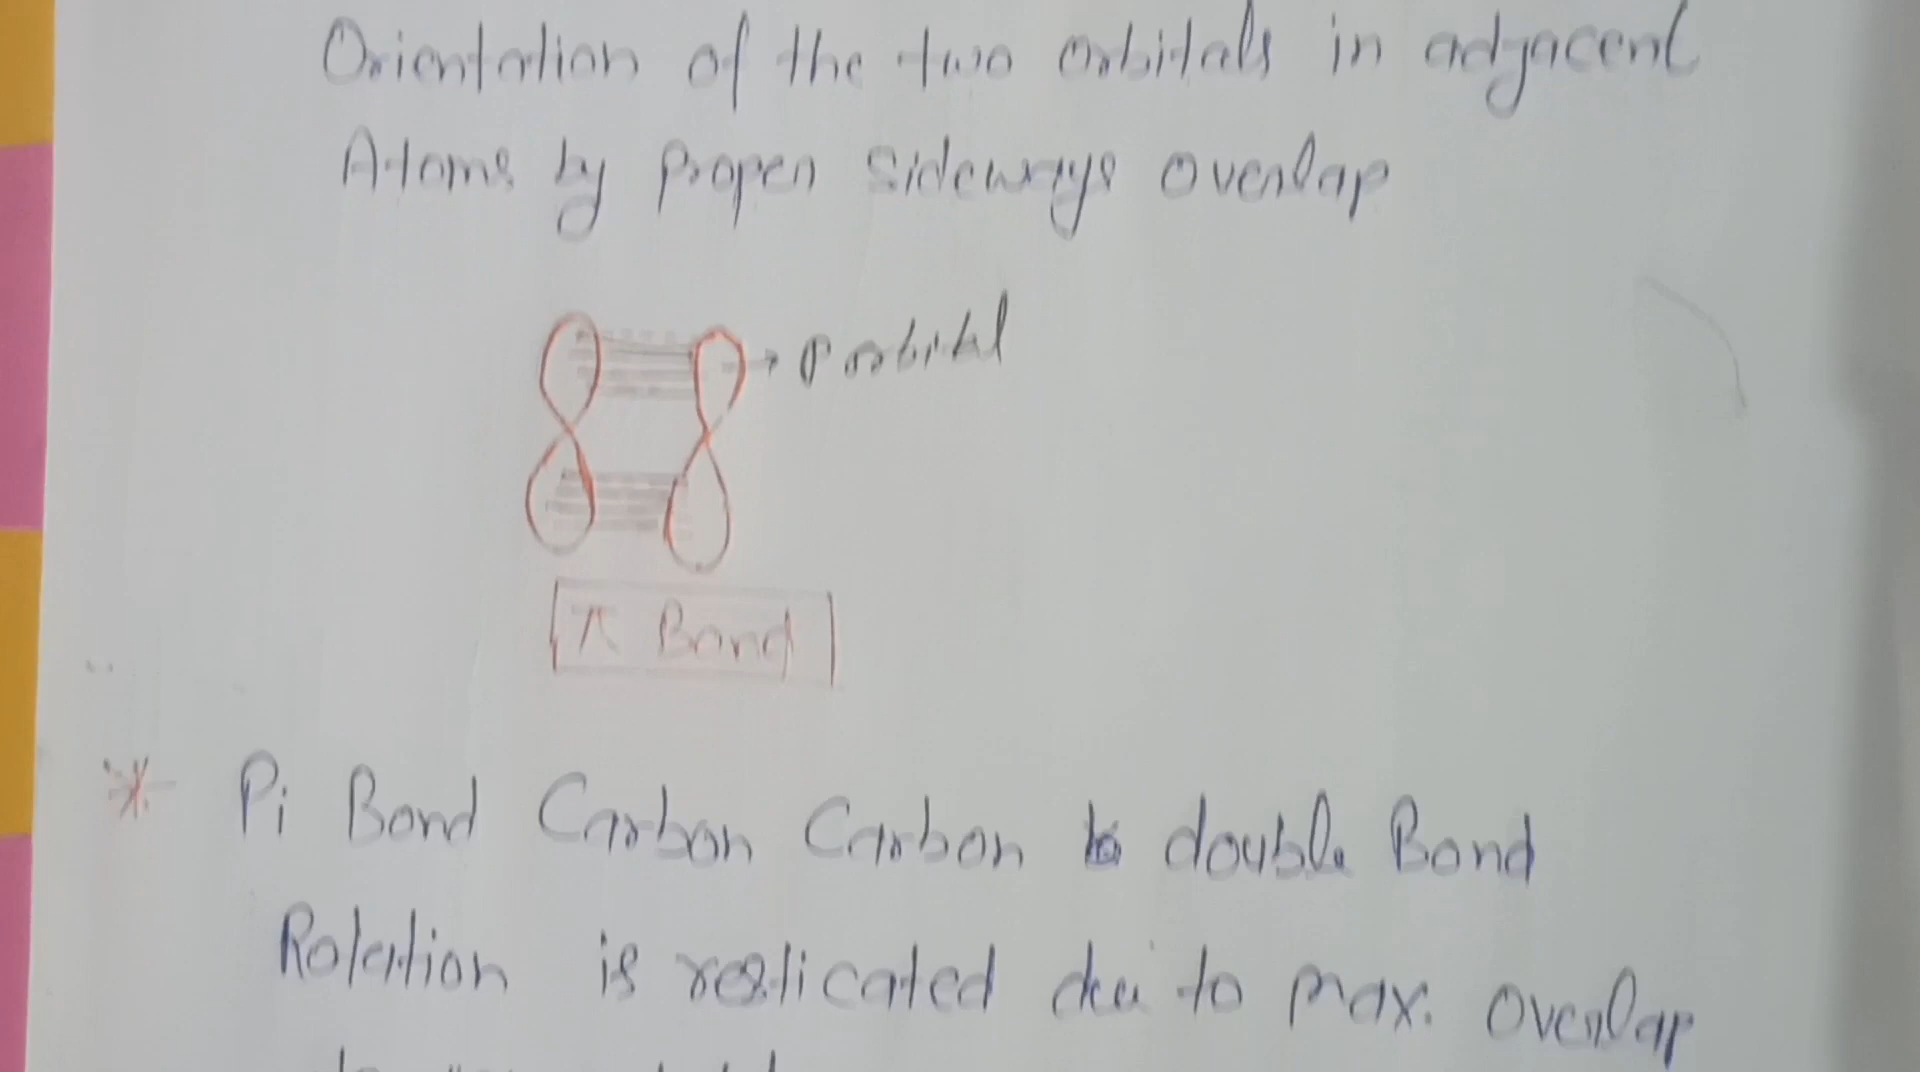 Orientation of the two orbitals in adjacent
Atoms by proper sideways overlap
→ P orbital
π Bond
* Pi Bond Carbon Carbon double Bond
Rotation is resticated due to max. overlap